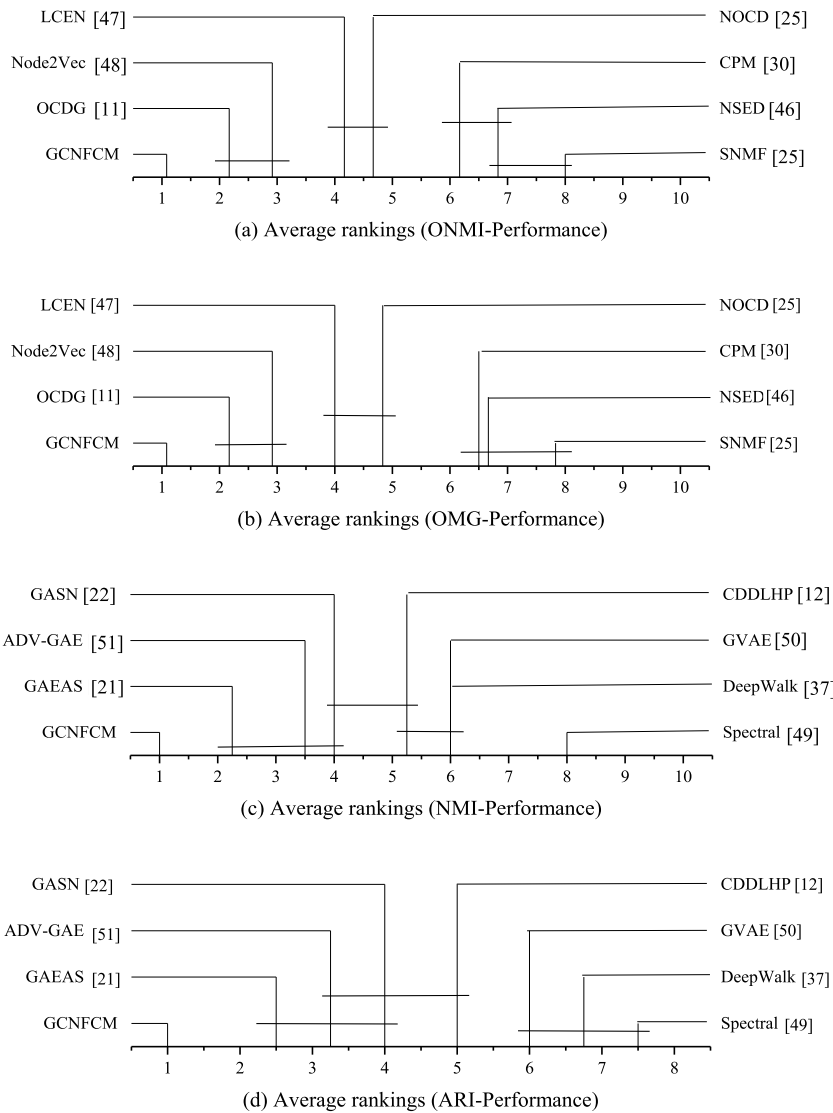 LCEN [47] NOCD [25]
Node2Vec [48] CPM [30]
OCDG [11] NSED [46]
GCNFCM SNMF [25]
1 2 3 4 5 6 7 8 9 10
(a) Average rankings (ONMI-Performance)
LCEN [47] NOCD [25]
Node2Vec [48] CPM [30]
OCDG [11] NSED [46]
GCNFCM SNMF [25]
1 2 3 4 5 6 7 8 9 10
(b) Average rankings (OMG-Performance)
GASN [22] CDDLHP [12]
ADV-GAE [51] GVAE [50]
GAEAS [21] DeepWalk [37]
GCNFCM Spectral [49]
1 2 3 4 5 6 7 8 9 10
(c) Average rankings (NMI-Performance)
GASN [22] CDDLHP [12]
ADV-GAE [51] GVAE [50]
GAEAS [21] DeepWalk [37]
GCNFCM Spectral [49]
1 2 3 4 5 6 7 8
(d) Average rankings (ARI-Performance)